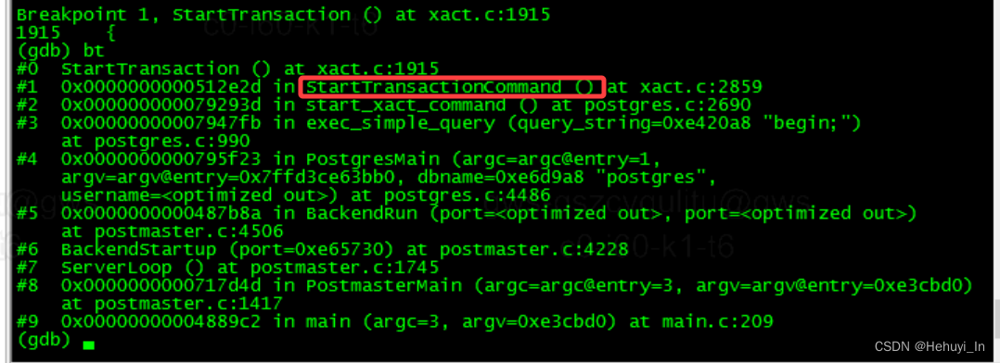 Breakpoint 1, StartTransaction () at xact.c:1915
1915    {
(gdb) bt
#0  StartTransaction () at xact.c:1915
#1  0x0000000000512e2d in StartTransactionCommand () at xact.c:2859
#2  0x000000000079293d in start_xact_command () at postgres.c:2690
#3  0x00000000007947fb in exec_simple_query (query_string=0xe420a8 "begin;")
    at postgres.c:990
#4  0x0000000000795f23 in PostgresMain (argc=argc@entry=1,
    argv=argv@entry=0x7ffd3ce63bb0, dbname=0xe6d9a8 "postgres",
    username=<optimized out>) at postgres.c:4486
#5  0x0000000000487b8a in BackendRun (port=<optimized out>, port=<optimized out>)
    at postmaster.c:4506
#6  BackendStartup (port=0xe65730) at postmaster.c:4228
#7  ServerLoop () at postmaster.c:1745
#8  0x0000000000717d4d in PostmasterMain (argc=argc@entry=3, argv=argv@entry=0xe3cbd0)
    at postmaster.c:1417
#9  0x00000000004889c2 in main (argc=3, argv=0xe3cbd0) at main.c:209
(gdb)
CSDN @Hehuyi_In